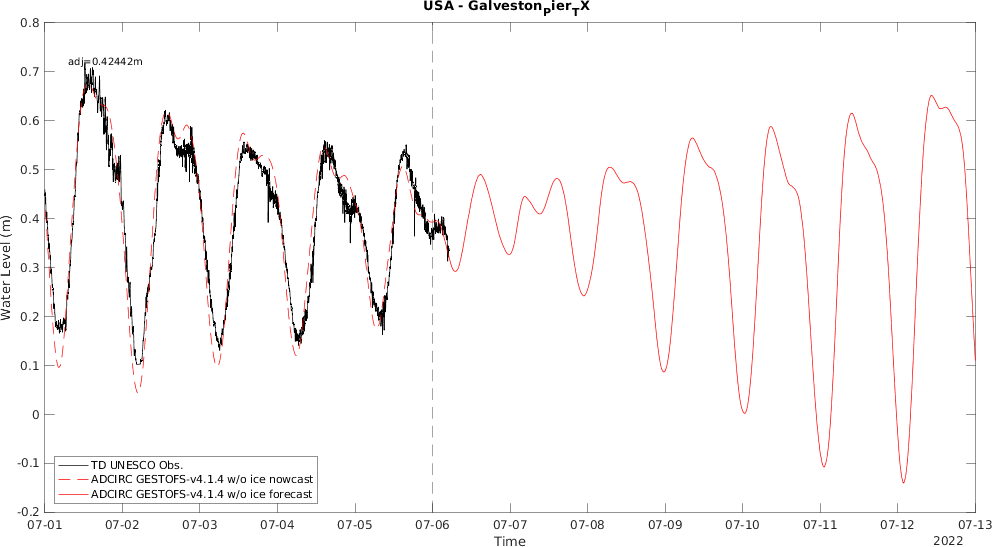 USA - GalvestonPierTX
0.8
adj=0.42442m
0.7
0.6
0.5
0.4
0.3
0.2
0.1
0
-0.1
-0.2
Water Level (m)
TD UNESCO Obs.
ADCIRC GESTOFS-v4.1.4 w/o ice nowcast
ADCIRC GESTOFS-v4.1.4 w/o ice forecast
07-01 07-02 07-03 07-04 07-05 07-06 07-07 07-08 07-09 07-10 07-11 07-12 07-13
Time
2022